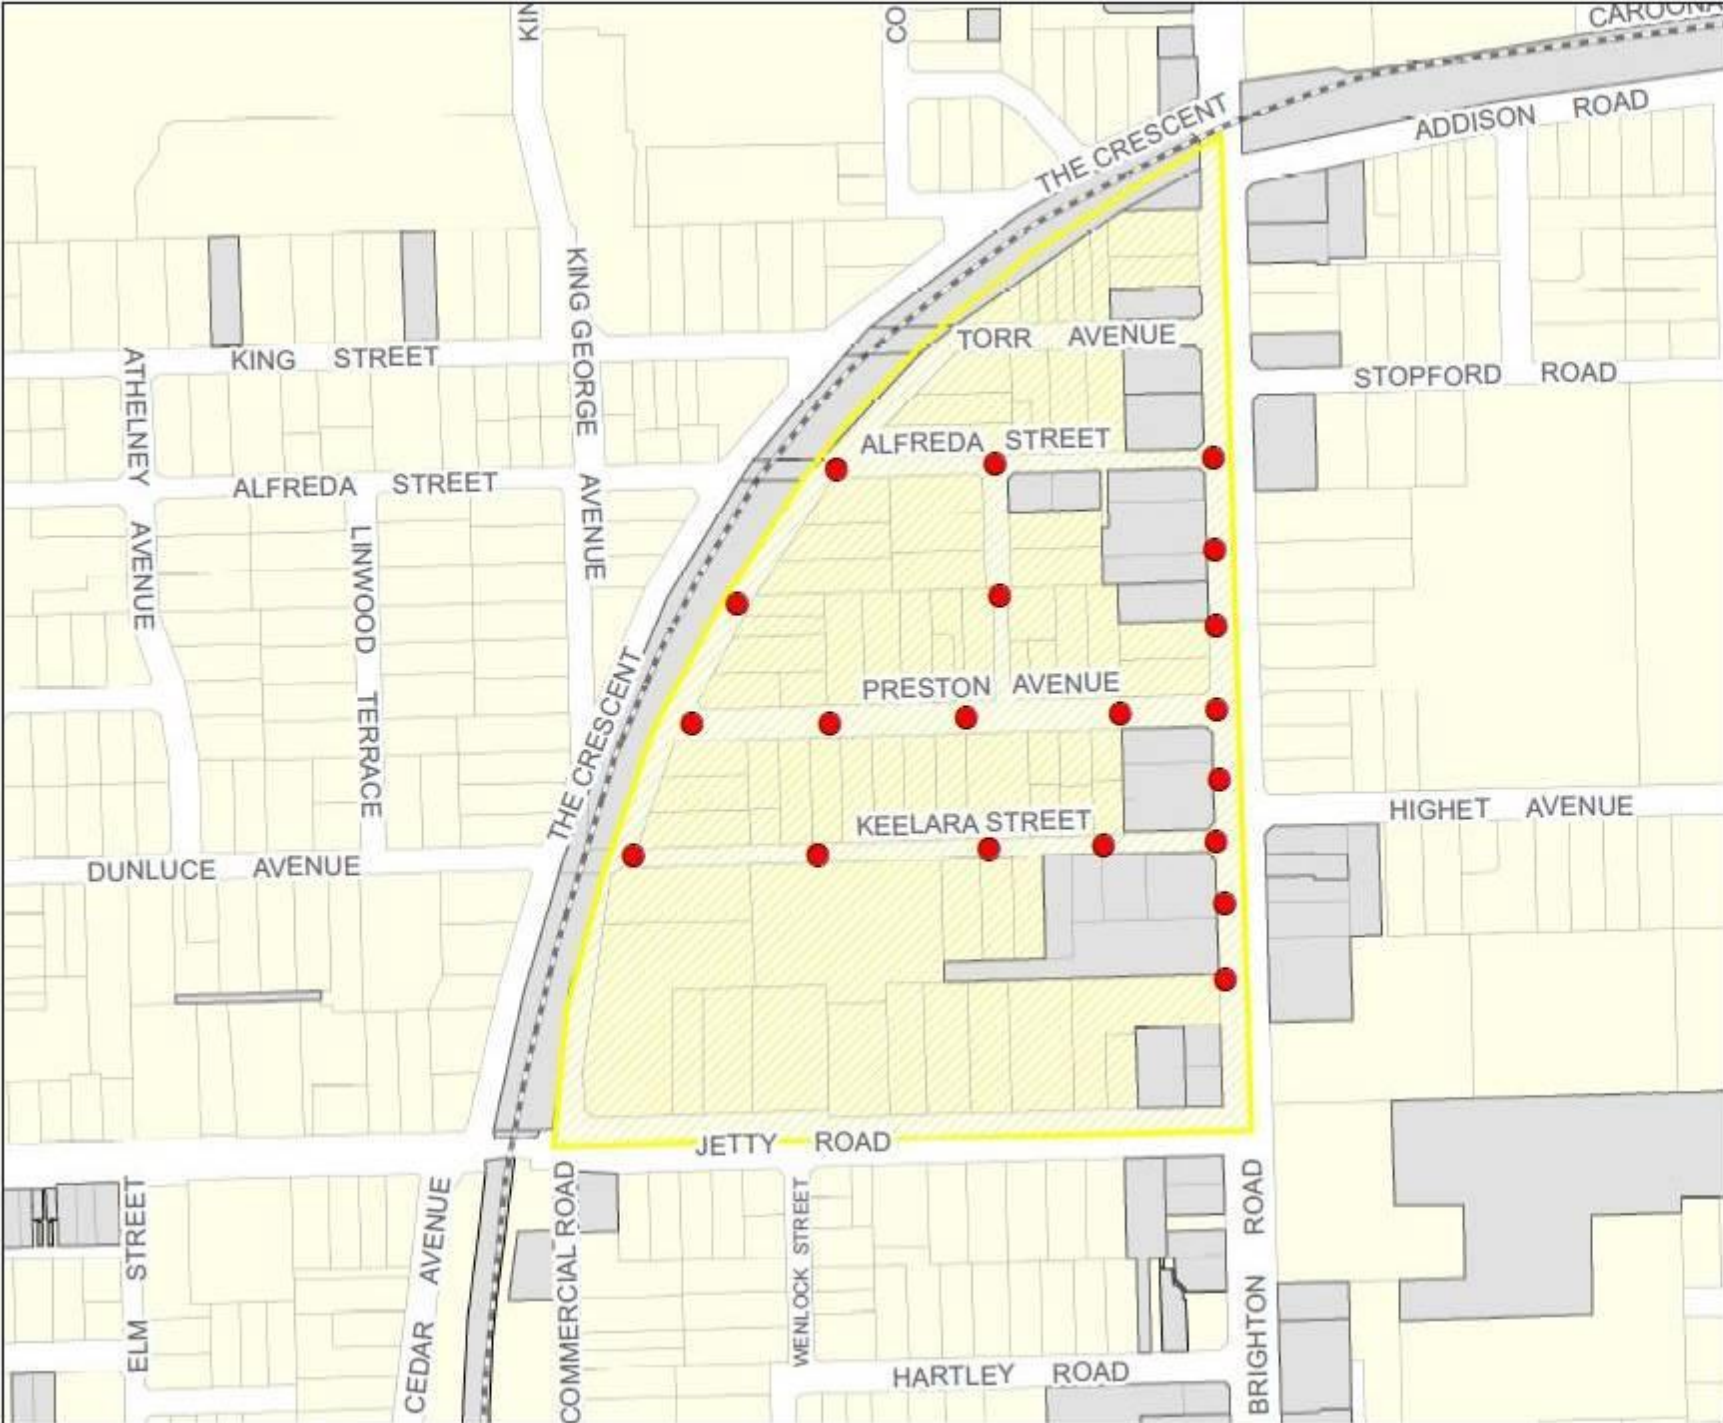 KIN
CO
CAROONA
THE CRESCENT
ADDISON ROAD
KING GEORGE AVENUE
TORR AVENUE
KING STREET
ATHELNEY AVENUE
STOPFORD ROAD
ALFREDA STREET
ALFREDA STREET
LINWOOD TERRACE
THE CRESCENT
PRESTON AVENUE
HIGHET AVENUE
KEELARA STREET
DUNLUCE AVENUE
JETTY ROAD
ELM STREET
CEDAR AVENUE
COMMERCIAL ROAD
WENLOCK STREET
HARTLEY ROAD
BRIGHTON ROAD